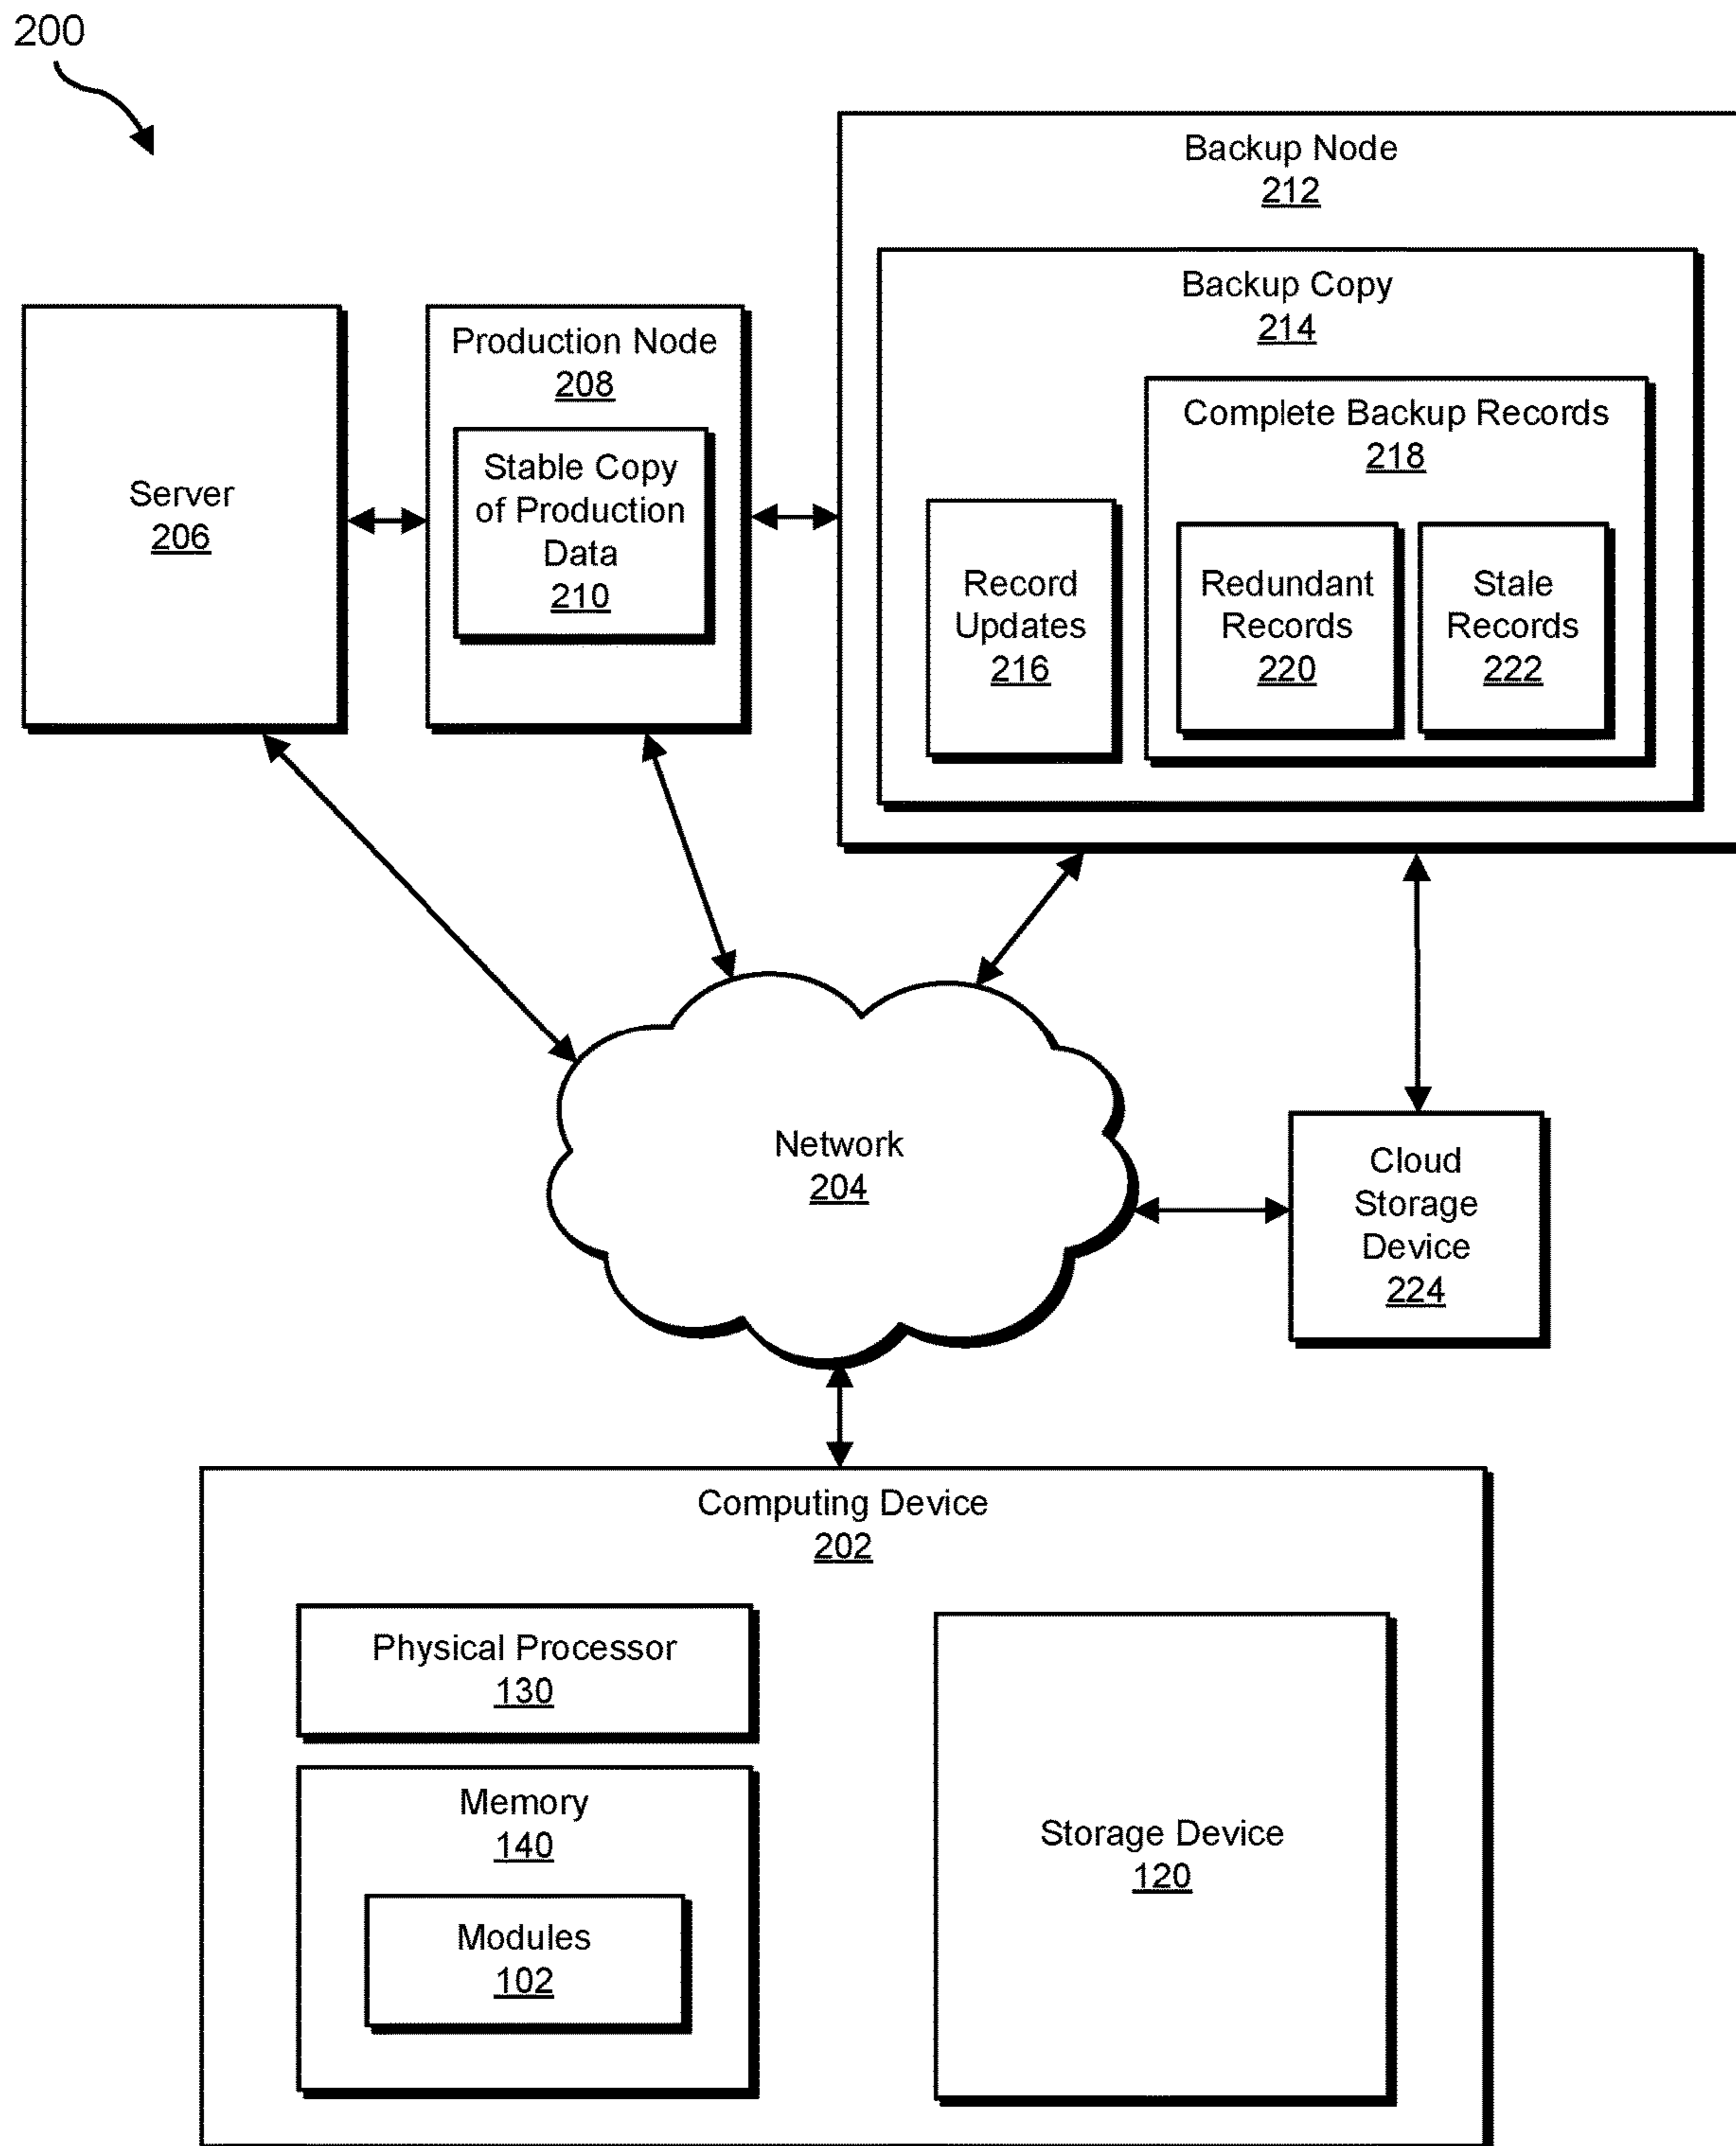 200
Backup Node
212
Backup Copy
214
Server
206
Production Node
208
Stable Copy
of Production
Data
210
Complete Backup Records
218
Record
Updates
216
Redundant
Records
220
Stale
Records
222
Network
204
Cloud
Storage
Device
224
Computing Device
202
Physical Processor
130
Memory
140
Modules
102
Storage Device
120